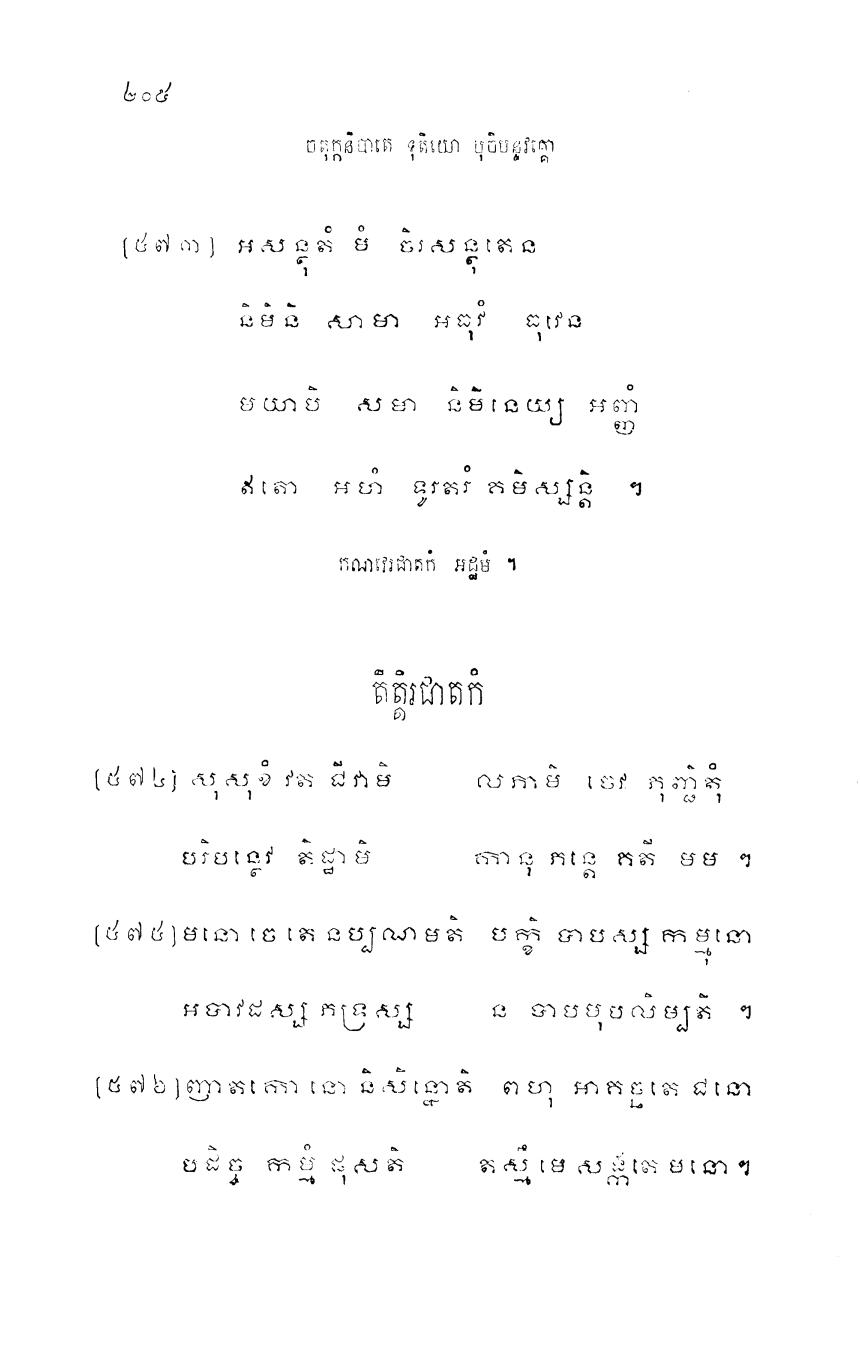 ២០៥
ចតុក្កនិបាតេ ទុតិយោ បុចិមន្ទវគ្គោ
[៥៧៣] អសន្ថុតំ មំ ចិរសន្ថុតេន
និមិនិ សាមា អធុវំ ធុវេន
មយាបិ សមា និមិនេយ្យ អញ្ញំ
ឥតោ អហំ ទូរតរំ គមិស្សន្តិ ។
កណវេរជាតកំ អដ្ឋមំ ។
តិត្តិរជាតកំ
[៥៧៤] សុសុខំ វត ជីវាមិ លភាមិ ចេវ ភុញ្ជិតុំ
បរិបន្ថេវ តិដ្ឋាមិ កានុ ភន្តេ គតី មម ។
[៥៧៥] មនោ ចេ តេ នប្បណមតិ បក្ខិ បាបស្ស កម្មុនោ
អបាវដស្ស ភទ្រស្ស ន បាបមុបលិម្បតិ ។
[៥៧៦] ញាតកោ នោ និសិន្នោតិ ពហុ អាគច្ឆតេ ជនោ
បដិច្ច កម្មំ ផុសតិ តស្មឹ មេ សង្កតេ មនោ ។